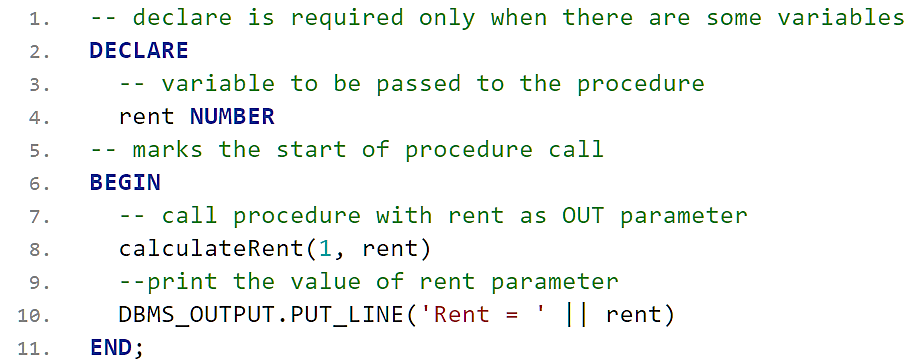 1. -- declare is required only when there are some variables
2. DECLARE
3. -- variable to be passed to the procedure
4. rent NUMBER
5. -- marks the start of procedure call
6. BEGIN
7. -- call procedure with rent as OUT parameter
8. calculateRent(1, rent)
9. --print the value of rent parameter
10. DBMS_OUTPUT.PUT_LINE('Rent = ' || rent)
11. END;